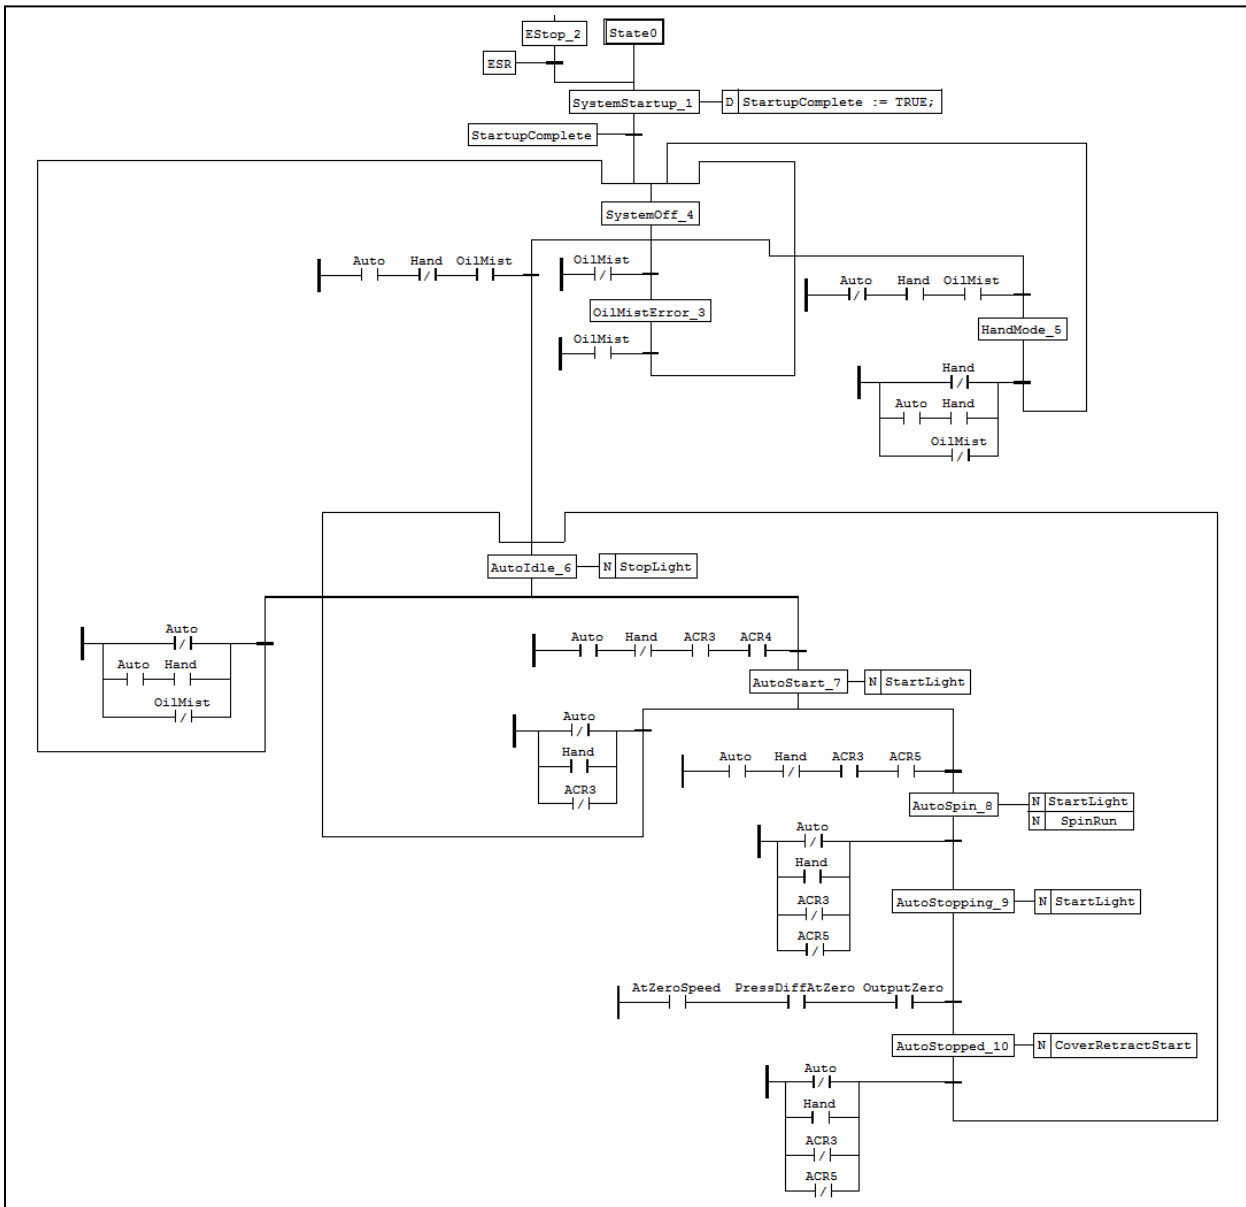 EStop_2
State0
ESR
SystemStartup_1
D StartupComplete := TRUE;
StartupComplete
SystemOff_4
Auto Hand OilMist
OilMist
Auto Hand OilMist
OilMistError_3
HandMode_5
OilMist
Hand
Auto Hand
OilMist
AutoIdle_6
N StopLight
Auto
Auto Hand
OilMist
Auto Hand ACR3 ACR4
AutoStart_7
N StartLight
Auto
Hand
ACR3
Auto Hand ACR3 ACR5
AutoSpin_8
N StartLight
N SpinRun
Auto
Hand
ACR3
ACR5
AutoStopping_9
N StartLight
AtZeroSpeed PressDiffAtZero OutputZero
AutoStopped_10
N CoverRetractStart
Auto
Hand
ACR3
ACR5